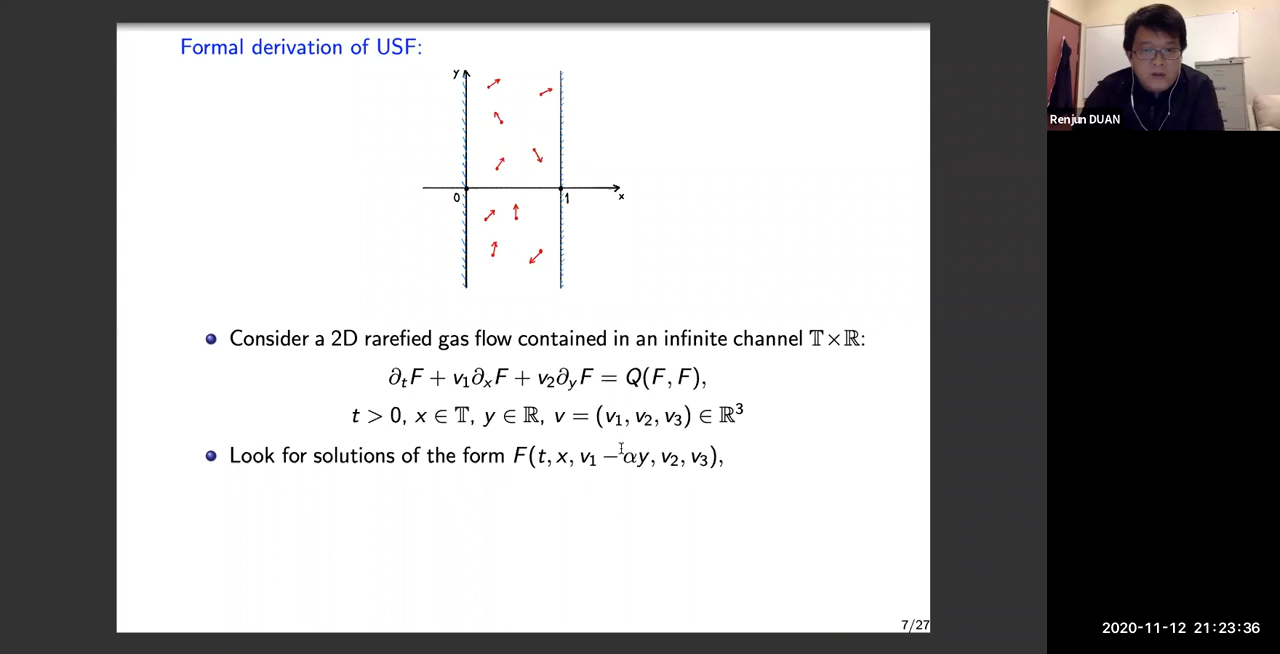 Formal derivation of USF:
y
0
1
x
Consider a 2D rarefied gas flow contained in an infinite channel 𝕋×ℝ:
∂ₜF + v₁∂ₓF + v₂∂yF = Q(F, F),
t > 0, x ∈ 𝕋, y ∈ ℝ, v = (v₁, v₂, v₃) ∈ ℝ³
Look for solutions of the form F(t, x, v₁ − αy, v₂, v₃),
7/27
Renjun DUAN
2020-11-12 21:23:36